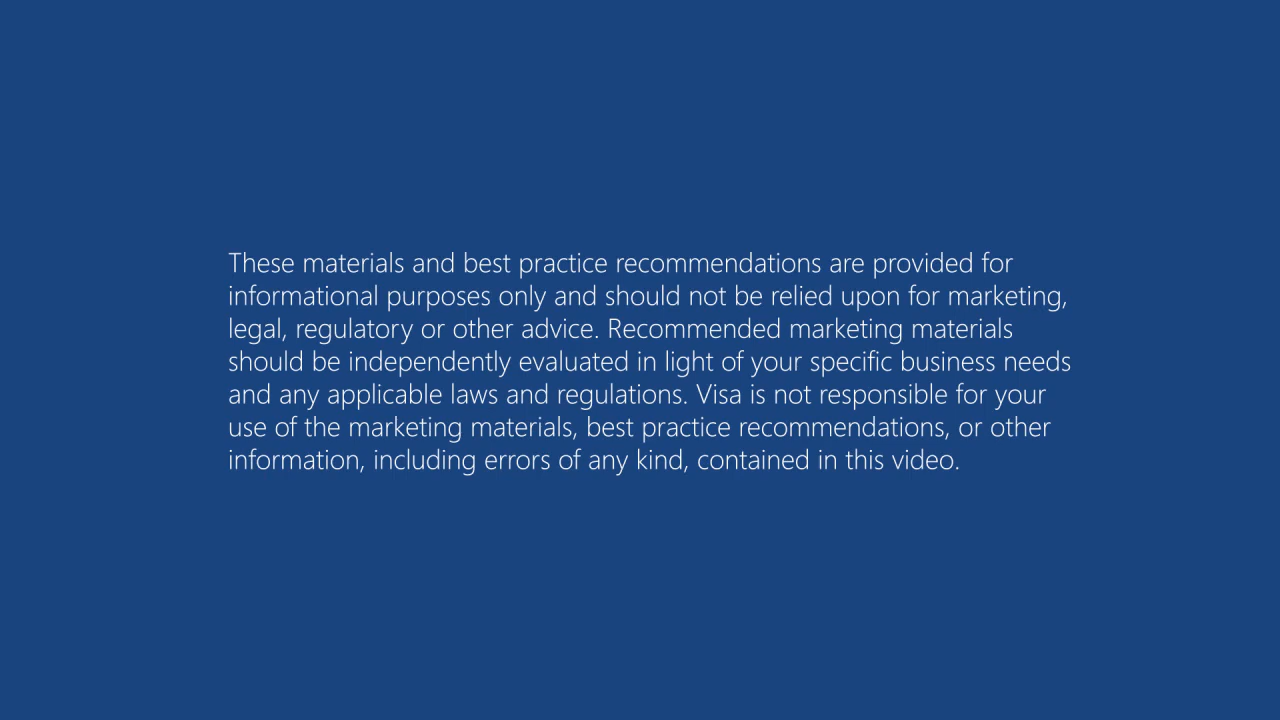 These materials and best practice recommendations are provided for
informational purposes only and should not be relied upon for marketing,
legal, regulatory or other advice. Recommended marketing materials
should be independently evaluated in light of your specific business needs
and any applicable laws and regulations. Visa is not responsible for your
use of the marketing materials, best practice recommendations, or other
information, including errors of any kind, contained in this video.